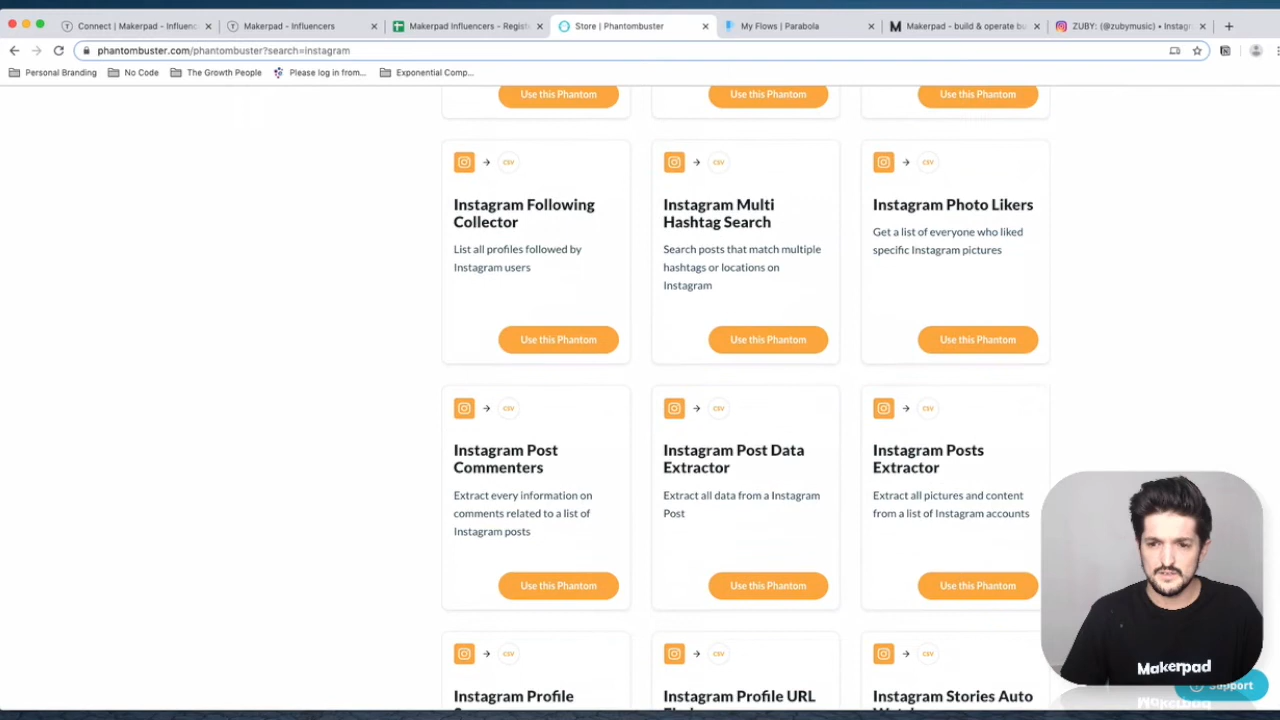 Connect | Makerpad - Influenc
Makerpad - Influencers
Makerpad Influencers - Registe
Store | Phantombuster
My Flows | Parabola
Makerpad - build & operate bu
ZUBY: (@zubymusic) • Instagr
phantombuster.com/phantombuster?search=instagram
Personal Branding
No Code
The Growth People
Please log in from...
Exponential Comp...
Use this Phantom
Use this Phantom
Use this Phantom
CSV
CSV
CSV
Instagram Following
Collector
List all profiles followed by
Instagram users
Use this Phantom
Instagram Multi
Hashtag Search
Search posts that match multiple
hashtags or locations on
Instagram
Use this Phantom
Instagram Photo Likers
Get a list of everyone who liked
specific Instagram pictures
Use this Phantom
CSV
CSV
CSV
Instagram Post
Commenters
Extract every information on
comments related to a list of
Instagram posts
Use this Phantom
Instagram Post Data
Extractor
Extract all data from a Instagram
Post
Use this Phantom
Instagram Posts
Extractor
Extract all pictures and content
from a list of Instagram accounts
Use this Phantom
CSV
CSV
CSV
Instagram Profile
Instagram Profile URL
Instagram Stories Auto
Makerpad
Support